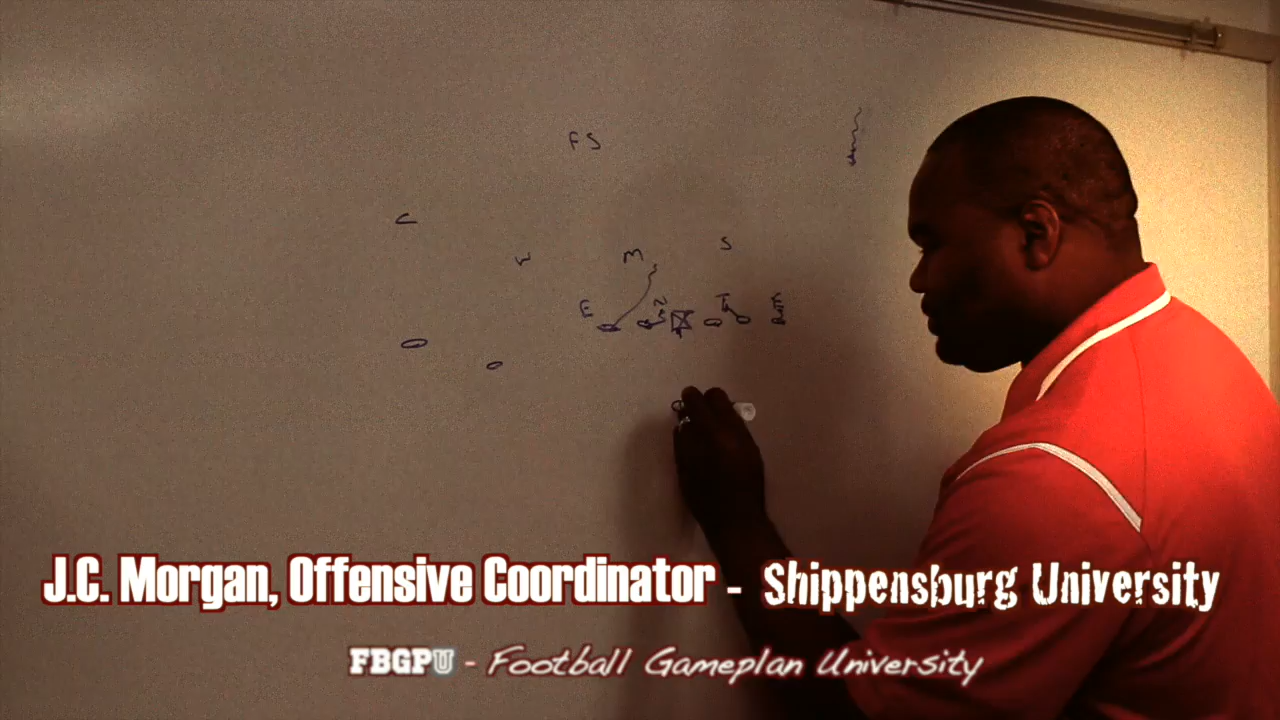 FS
C
M
S
E
N
T
J.C. Morgan, Offensive Coordinator - Shippensburg University
FBGPU - Football Gameplan University